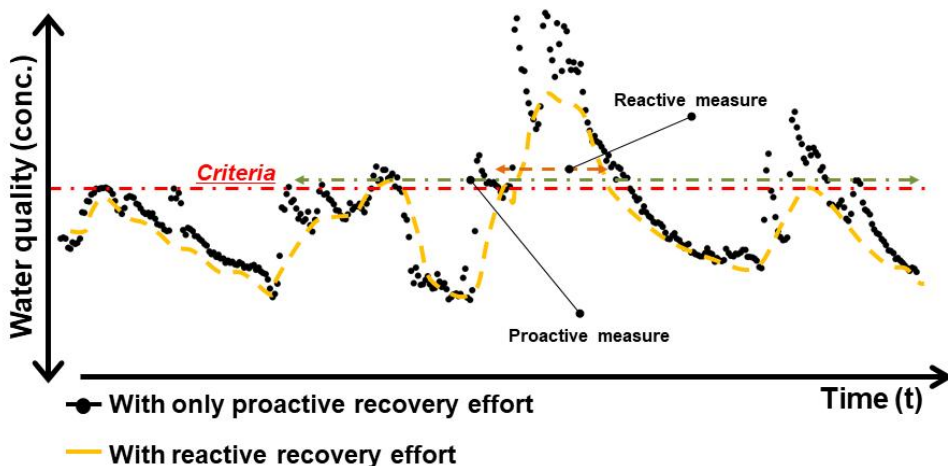 Water quality (conc.)
Reactive measure
Criteria
Proactive measure
Time (t)
With only proactive recovery effort
With reactive recovery effort